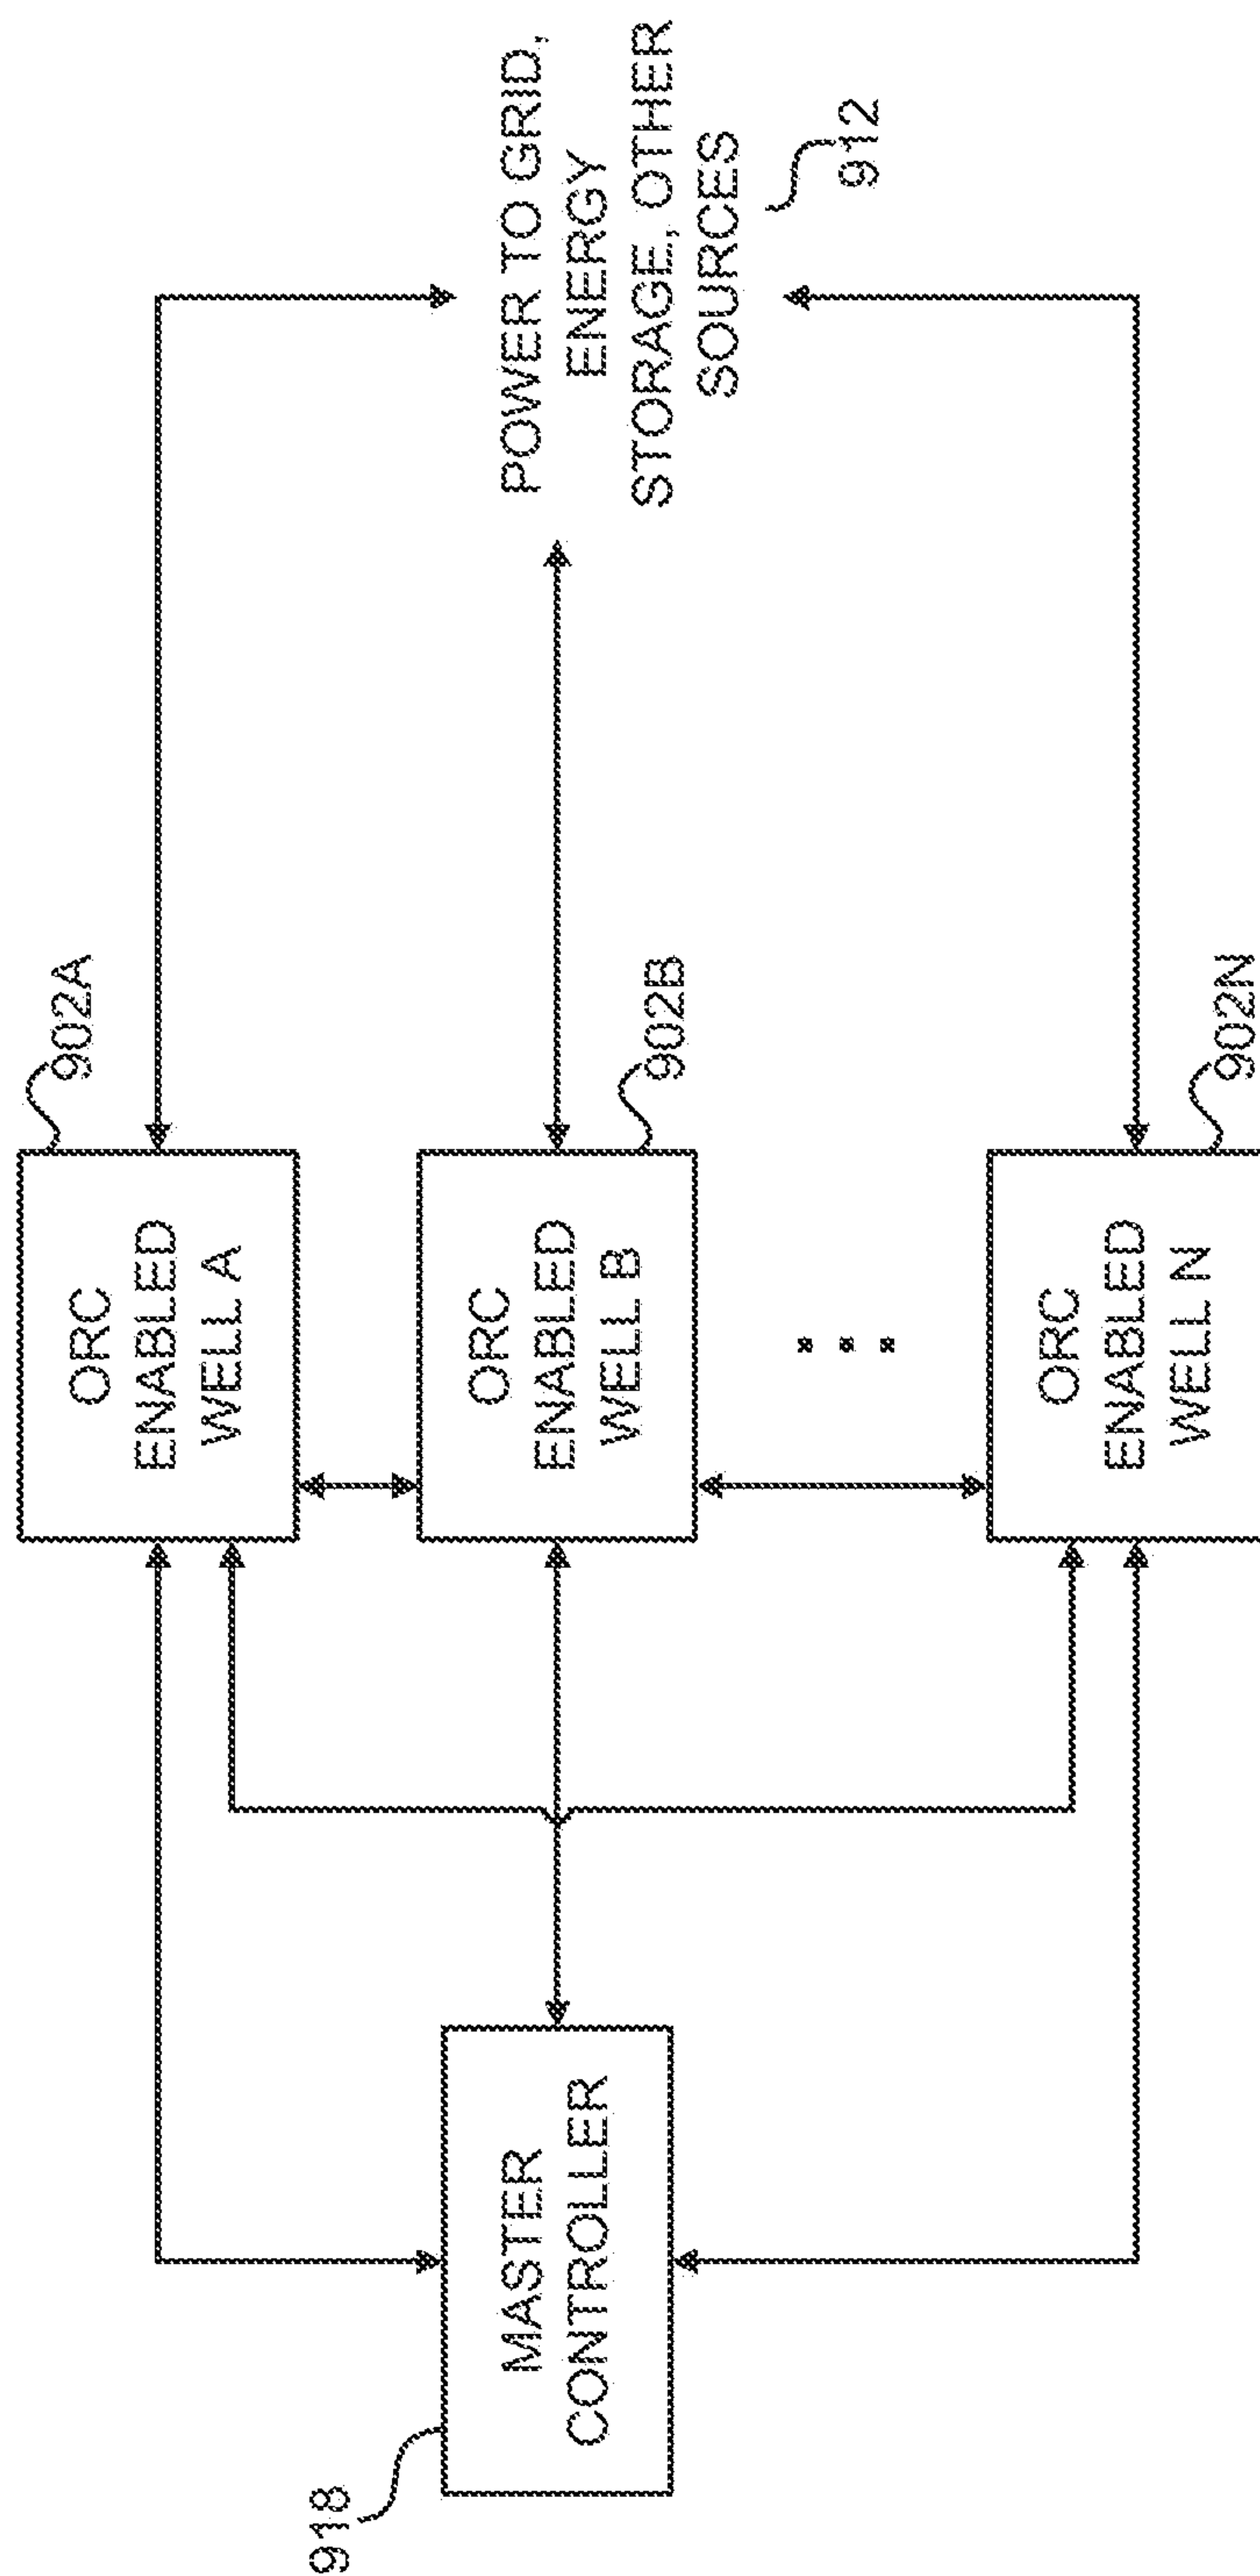 918
MASTER
CONTROLLER
ORC
ENABLED
WELL A
902A
ORC
ENABLED
WELL B
902B
ORC
ENABLED
WELL N
902N
POWER TO GRID,
ENERGY
STORAGE, OTHER
SOURCES
912